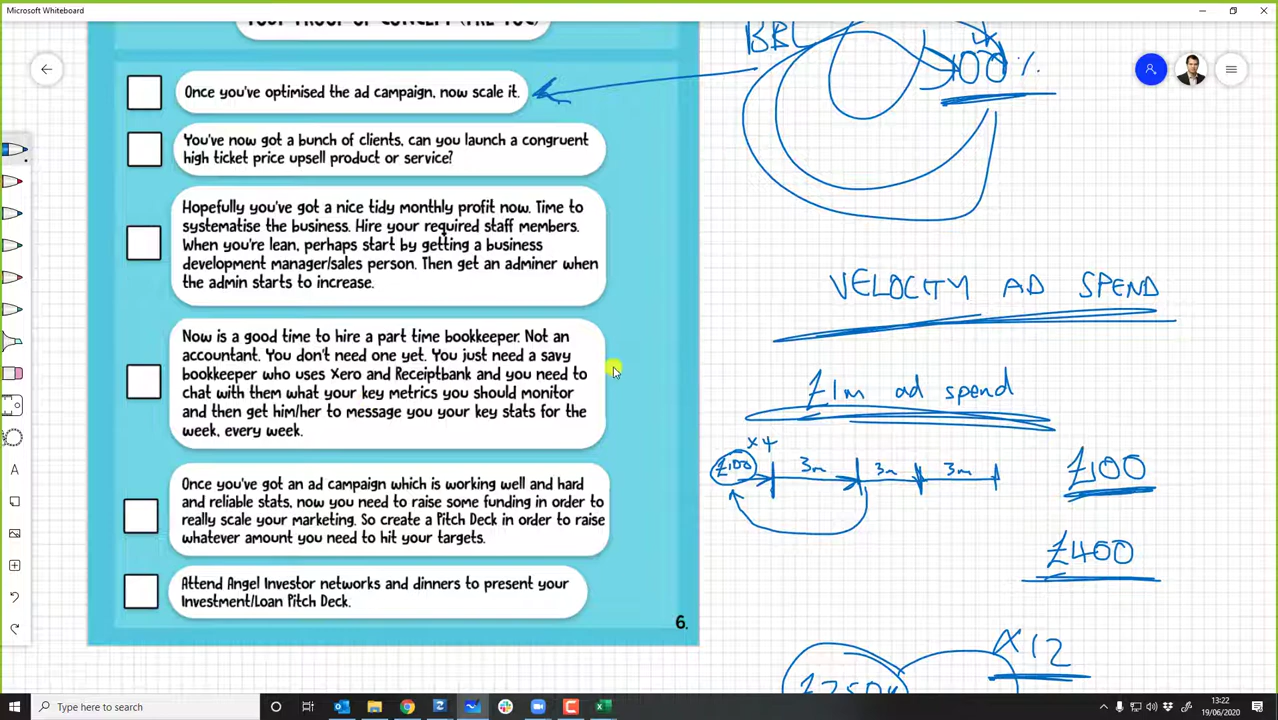 Microsoft Whiteboard
YOUR PROOF OF CONCEPT (PRE POC)
Once you've optimised the ad campaign, now scale it.
You've now got a bunch of clients, can you launch a congruent
high ticket price upsell product or service?
Hopefully you've got a nice tidy monthly profit now. Time to
systematise the business. Hire your required staff members.
When you're lean, perhaps start by getting a business
development manager/sales person. Then get an adminer when
the admin starts to increase.
Now is a good time to hire a part time bookkeeper. Not an
accountant. You don't need one yet. You just need a savy
bookkeeper who uses Xero and Receiptbank and you need to
chat with them what your key metrics you should monitor
and then get him/her to message you your key stats for the
week, every week.
Once you've got an ad campaign which is working well and hard
and reliable stats, now you need to raise some funding in order to
really scale your marketing. So create a Pitch Deck in order to raise
whatever amount you need to hit your targets.
Attend Angel Investor networks and dinners to present your
Investment/Loan Pitch Deck.
6.
100%
VELOCITY AD SPEND
£1m ad spend
x4
£100 3m 3m 3m
£100
£400
x12
£250k
Type here to search
13:22
19/06/2020